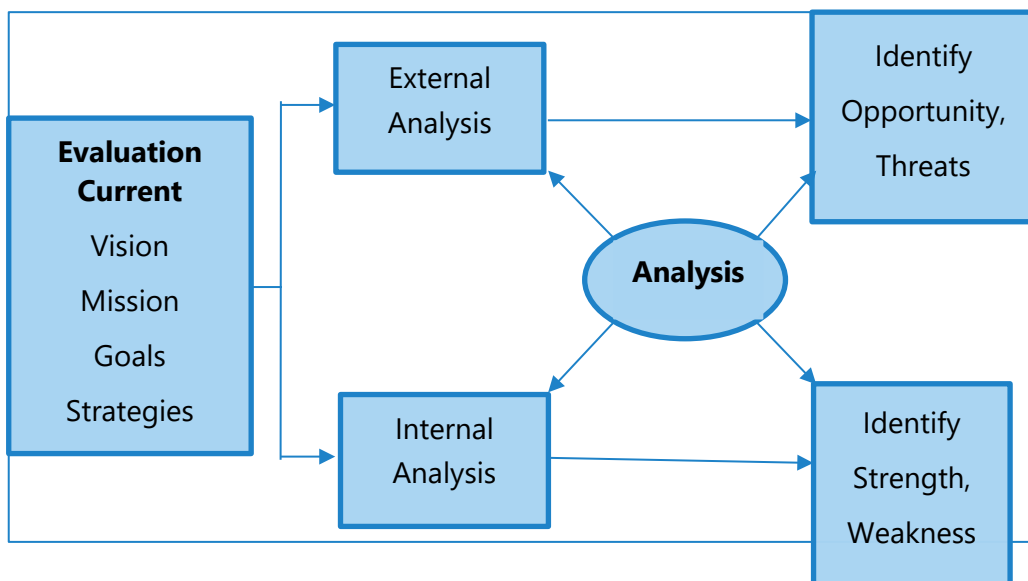 Evaluation
Current
Vision
Mission
Goals
Strategies
External
Analysis
Identify
Opportunity,
Threats
Analysis
Internal
Analysis
Identify
Strength,
Weakness